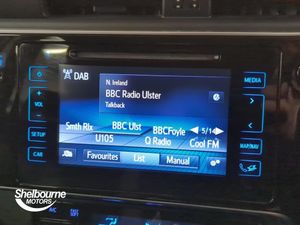 DAB
N. Ireland
BBC Radio Ulster
Talkback
MEDIA
VOL
SETUP
CAR
MAP/NAV
Smth Rlx BBC Ulst BBCFoyle 5/14
U105 Q Radio Cool FM
Favourites List Manual
Shelbourne
MOTORS